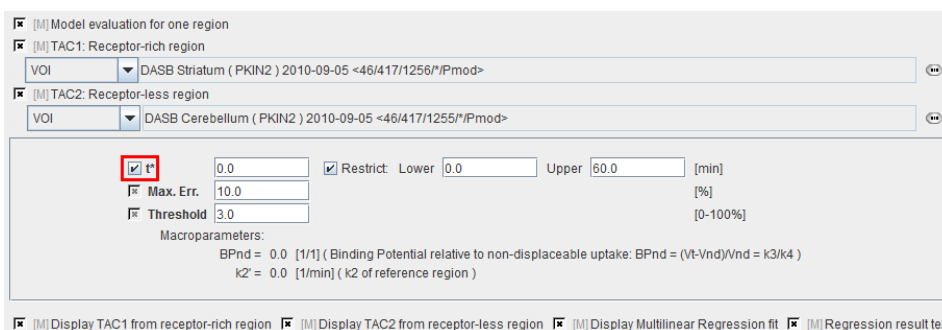 [M] Model evaluation for one region
[M] TAC1: Receptor-rich region
VOI DASB Striatum ( PKIN2 ) 2010-09-05 <46/417/1256/*/Pmod>
[M] TAC2: Receptor-less region
VOI DASB Cerebellum ( PKIN2 ) 2010-09-05 <46/417/1255/*/Pmod>
t* 0.0 Restrict: Lower 0.0 Upper 60.0 [min]
Max. Err. 10.0 [%]
Threshold 3.0 [0-100%]
Macroparameters:
BPnd = 0.0 [1/1] ( Binding Potential relative to non-displaceable uptake: BPnd = (Vt-Vnd)/Vnd = k3/k4 )
k2' = 0.0 [1/min] ( k2 of reference region )
[M] Display TAC1 from receptor-rich region [M] Display TAC2 from receptor-less region [M] Display Multilinear Regression fit [M] Regression result te